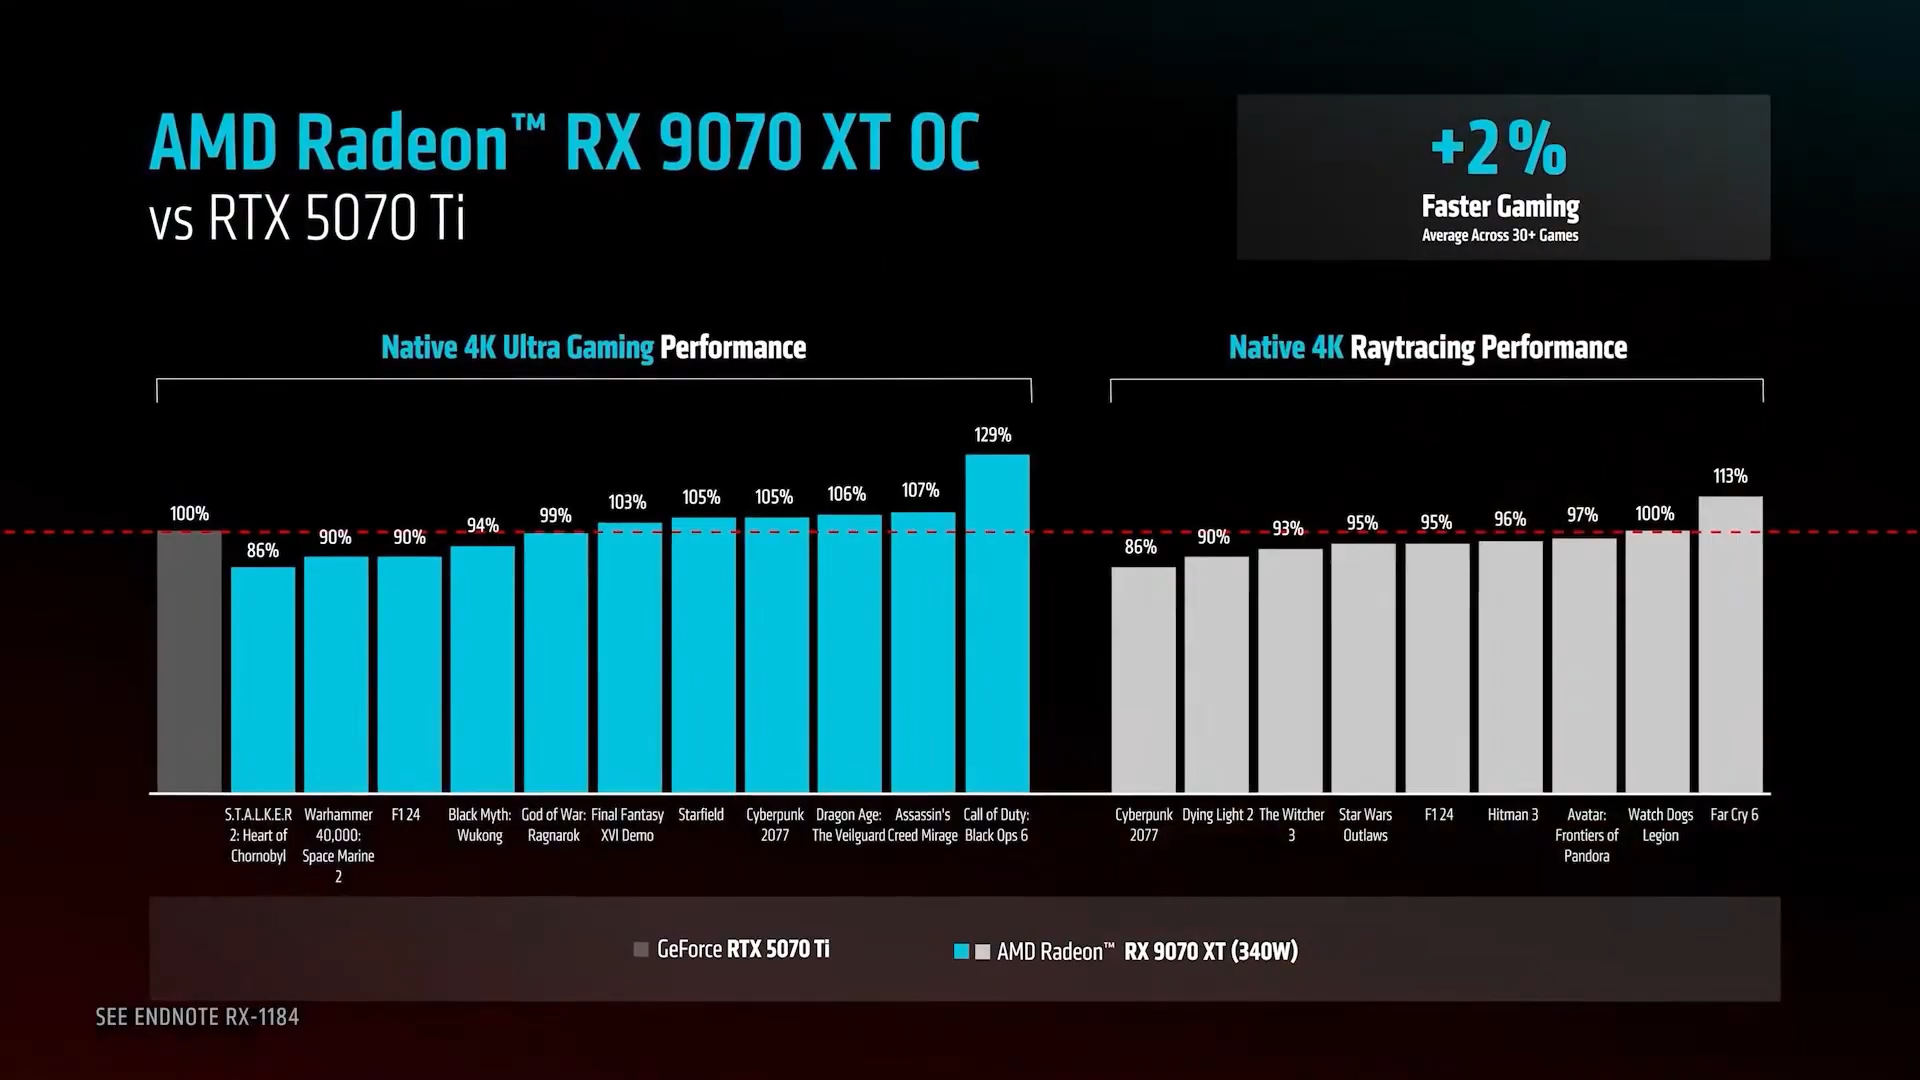 AMD Radeon™ RX 9070 XT OC
vs RTX 5070 Ti
+2%
Faster Gaming
Average Across 30+ Games
Native 4K Ultra Gaming Performance
100%
86%
90%
90%
94%
99%
103%
105%
105%
106%
107%
129%
S.T.A.L.K.E.R
2: Heart of
Chornobyl
Warhammer
40,000:
Space Marine
2
F1 24
Black Myth:
Wukong
God of War:
Ragnarok
Final Fantasy
XVI Demo
Starfield
Cyberpunk
2077
Dragon Age:
The Veilguard
Assassin's
Creed Mirage
Call of Duty:
Black Ops 6
Native 4K Raytracing Performance
86%
90%
93%
95%
95%
96%
97%
100%
113%
Cyberpunk
2077
Dying Light 2
The Witcher
3
Star Wars
Outlaws
F1 24
Hitman 3
Avatar:
Frontiers of
Pandora
Watch Dogs
Legion
Far Cry 6
GeForce RTX 5070 Ti
AMD Radeon™ RX 9070 XT (340W)
SEE ENDNOTE RX-1184